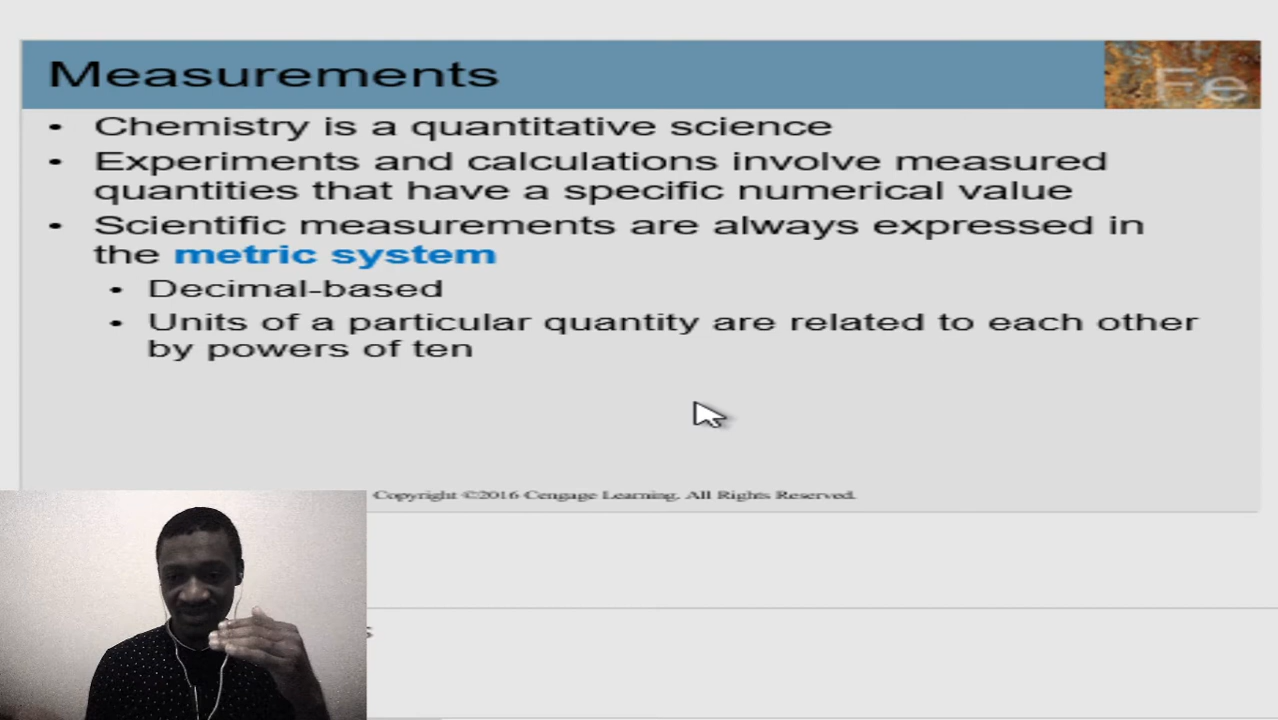 Measurements
Fe
• Chemistry is a quantitative science
• Experiments and calculations involve measured
quantities that have a specific numerical value
• Scientific measurements are always expressed in
the metric system
• Decimal-based
• Units of a particular quantity are related to each other
by powers of ten
Copyright ©2016 Cengage Learning. All Rights Reserved.